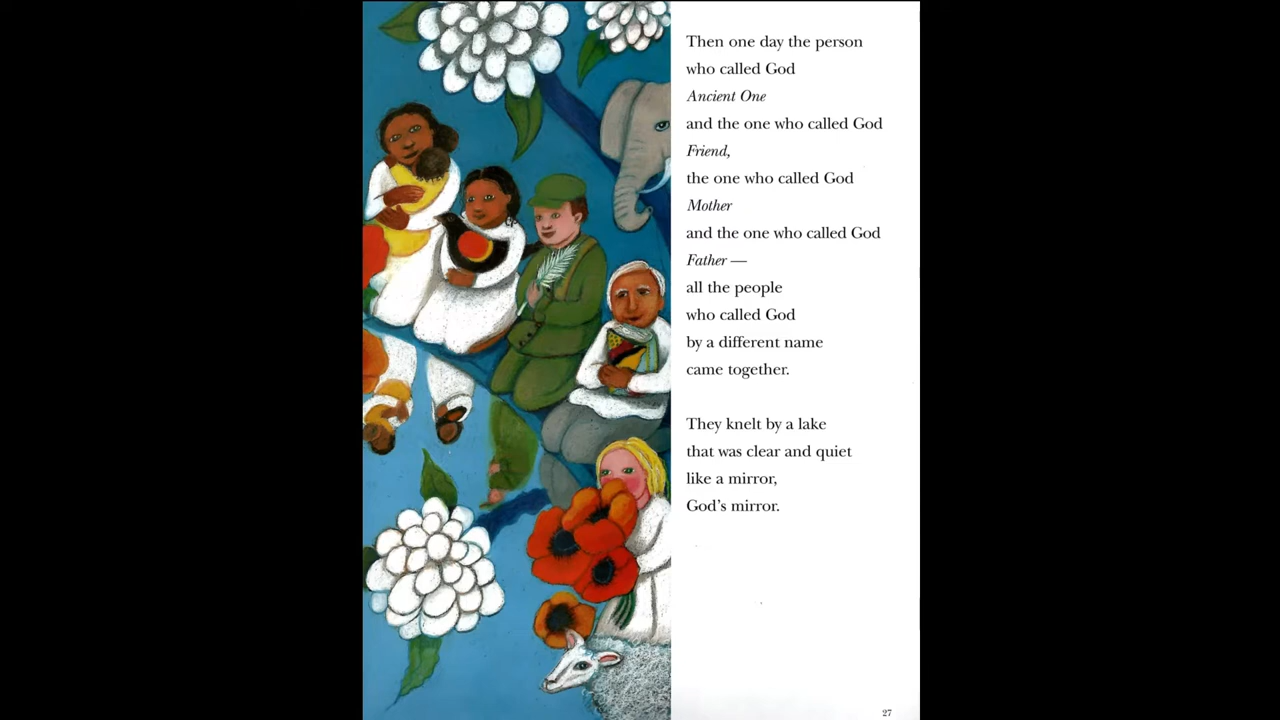 Then one day the person
who called God
Ancient One
and the one who called God
Friend,
the one who called God
Mother
and the one who called God
Father —
all the people
who called God
by a different name
came together.
They knelt by a lake
that was clear and quiet
like a mirror,
God’s mirror.
27